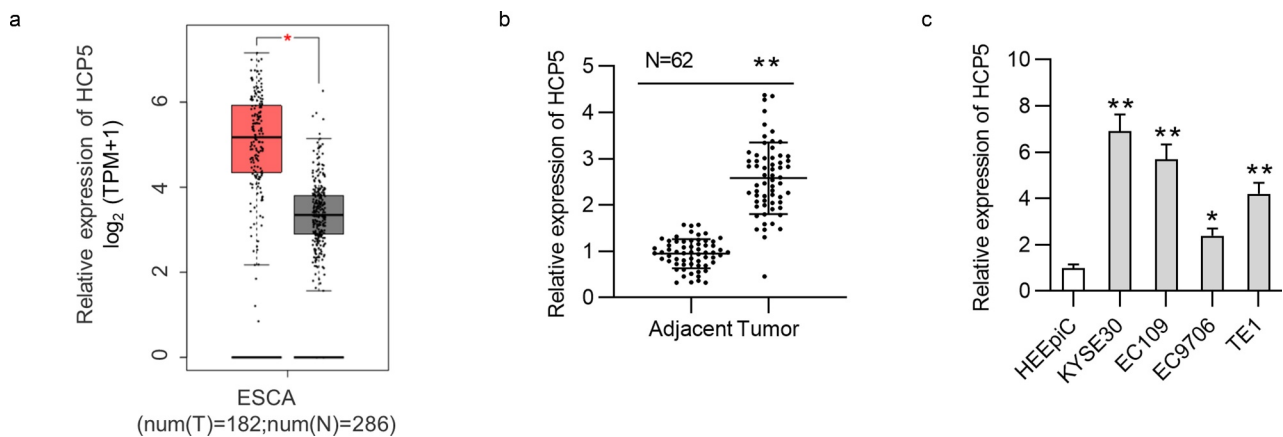 a
Relative expression of HCP5
log₂ (TPM+1)
6
4
2
0
*
ESCA
(num(T)=182;num(N)=286)
b
Relative expression of HCP5
5
4
3
2
1
0
N=62
**
Adjacent Tumor
c
Relative expression of HCP5
10
8
6
4
2
0
**
**
*
**
HEEpiC
KYSE30
EC109
EC9706
TE1